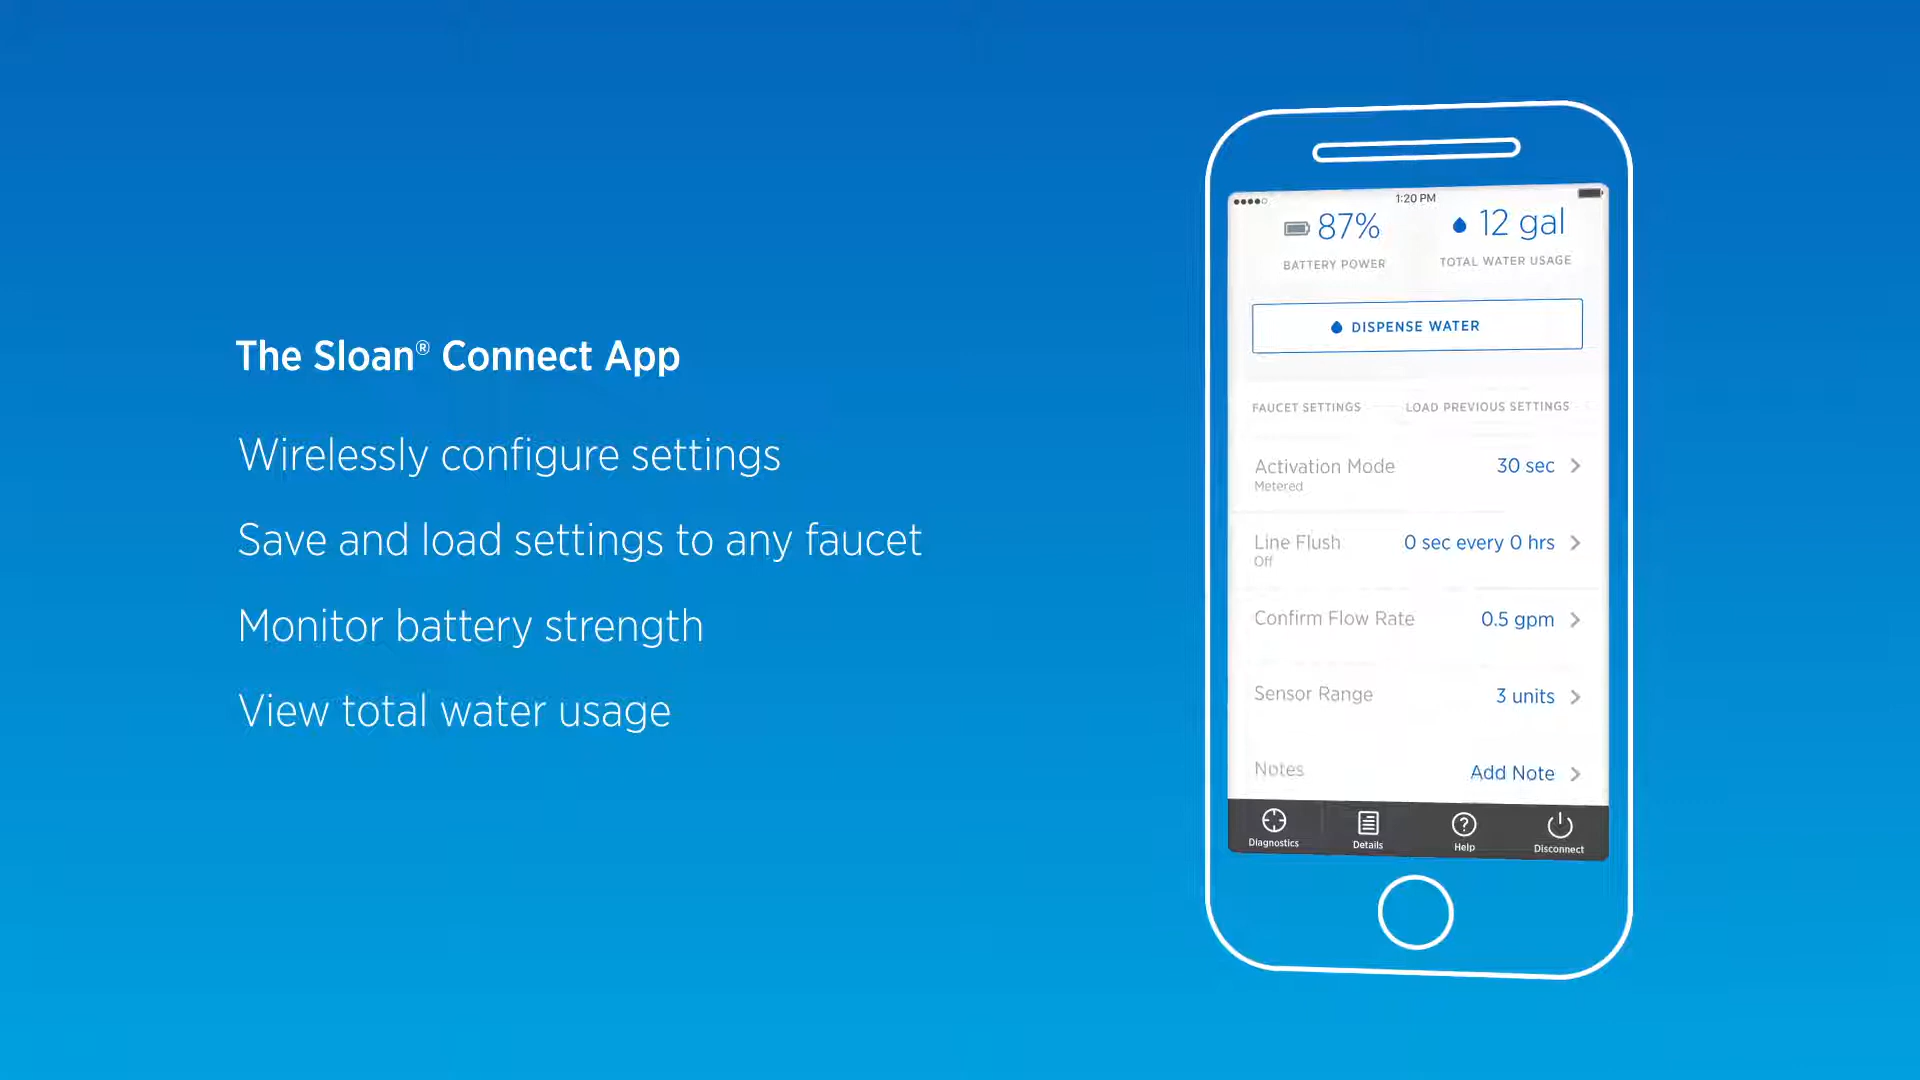 The Sloan® Connect App
Wirelessly configure settings
Save and load settings to any faucet
Monitor battery strength
View total water usage
1:20 PM
87%
BATTERY POWER
12 gal
TOTAL WATER USAGE
DISPENSE WATER
FAUCET SETTINGS
LOAD PREVIOUS SETTINGS
Activation Mode
Metered
30 sec
Line Flush
Off
0 sec every 0 hrs
Confirm Flow Rate
0.5 gpm
Sensor Range
3 units
Notes
Add Note
Diagnostics
Details
Help
Disconnect